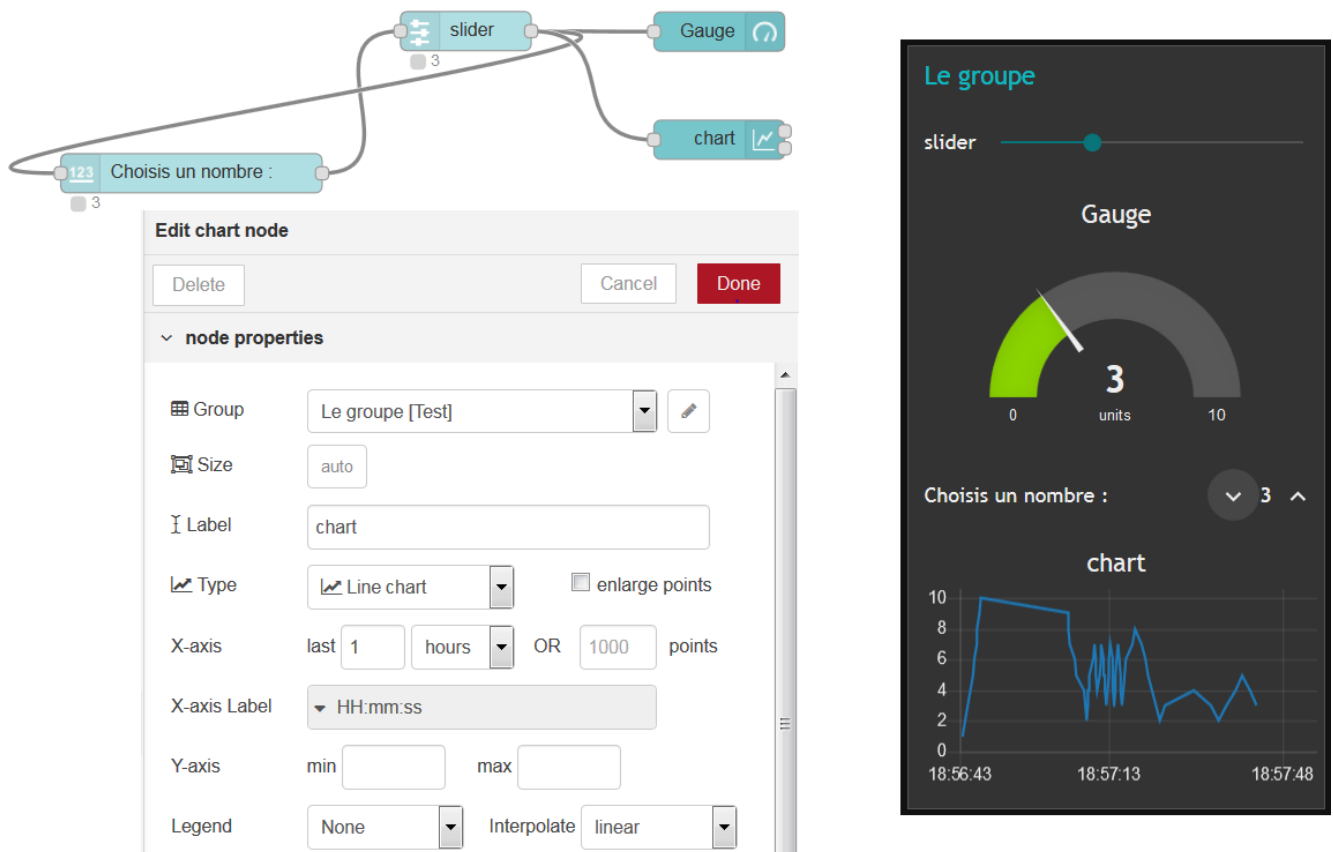 slider
3
Gauge
chart
123 Choisis un nombre :
3
Edit chart node
Delete
Cancel
Done
node properties
Group
Le groupe [Test]
Size
auto
Label
chart
Type
Line chart
enlarge points
X-axis
last 1 hours OR 1000 points
X-axis Label
HH:mm:ss
Y-axis
min
max
Legend
None
Interpolate
linear
Le groupe
slider
Gauge
3
0
units
10
Choisis un nombre :
3
chart
10
8
6
4
2
0
18:56:43
18:57:13
18:57:48